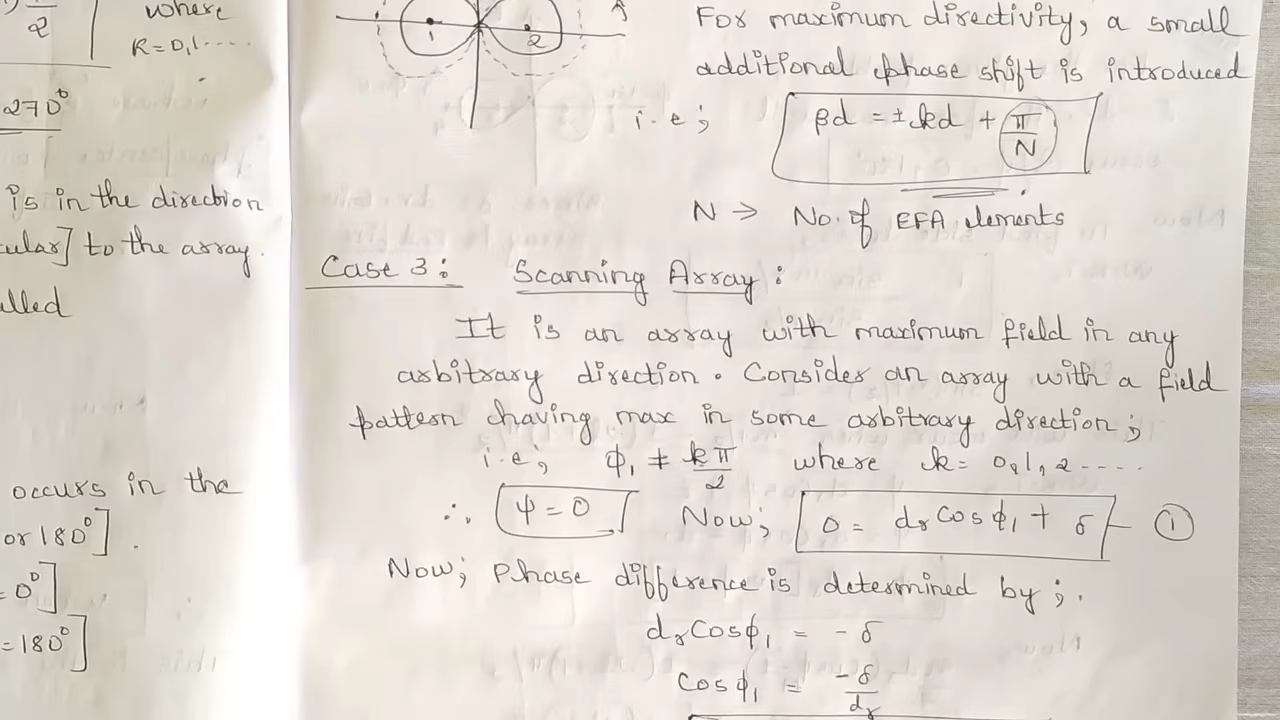 π/2 where
K = 0,1....
270°
is in the direction
ular] to the array.
lled
occurs in the
or 180°].
= 0°]
= 180°]
1 2
For maximum directivity, a small
additional phase shift is introduced
i.e; βd = ± kd + π/N
N → No. of EFA elements
Case 3: Scanning Array:
It is an array with maximum field in any
arbitrary direction. Consider an array with a field
pattern having max in some arbitrary direction;
i.e; φ₁ ≠ kπ/2 where k = 0,1,2....
∴ ψ = 0 Now; 0 = dᵣ cos φ₁ + δ — ①
Now; Phase difference is determined by;.
dᵣ Cos φ₁ = - δ
Cos φ₁ = -δ/dᵣ